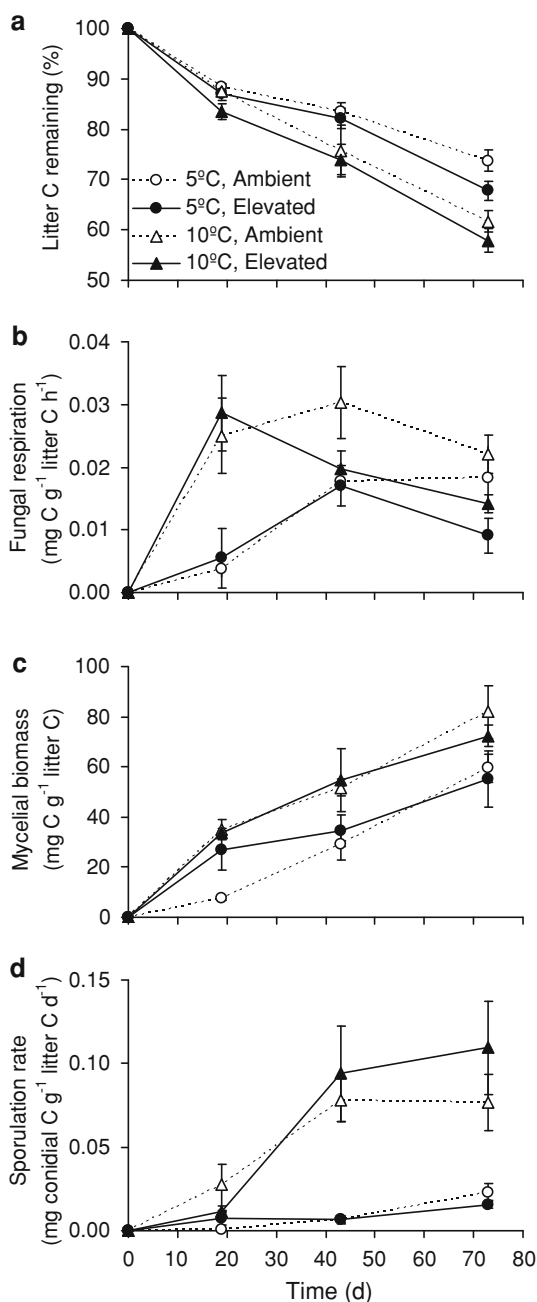 a
Litter C remaining (%)
100
90
80
70
60
50
5ºC, Ambient
5ºC, Elevated
10ºC, Ambient
10ºC, Elevated
b
Fungal respiration
(mg C g⁻¹ litter C h⁻¹)
0.04
0.03
0.02
0.01
0.00
c
Mycelial biomass
(mg C g⁻¹ litter C)
100
80
60
40
20
0
d
Sporulation rate
(mg conidial C g⁻¹ litter C d⁻¹)
0.15
0.10
0.05
0.00
0 10 20 30 40 50 60 70 80
Time (d)